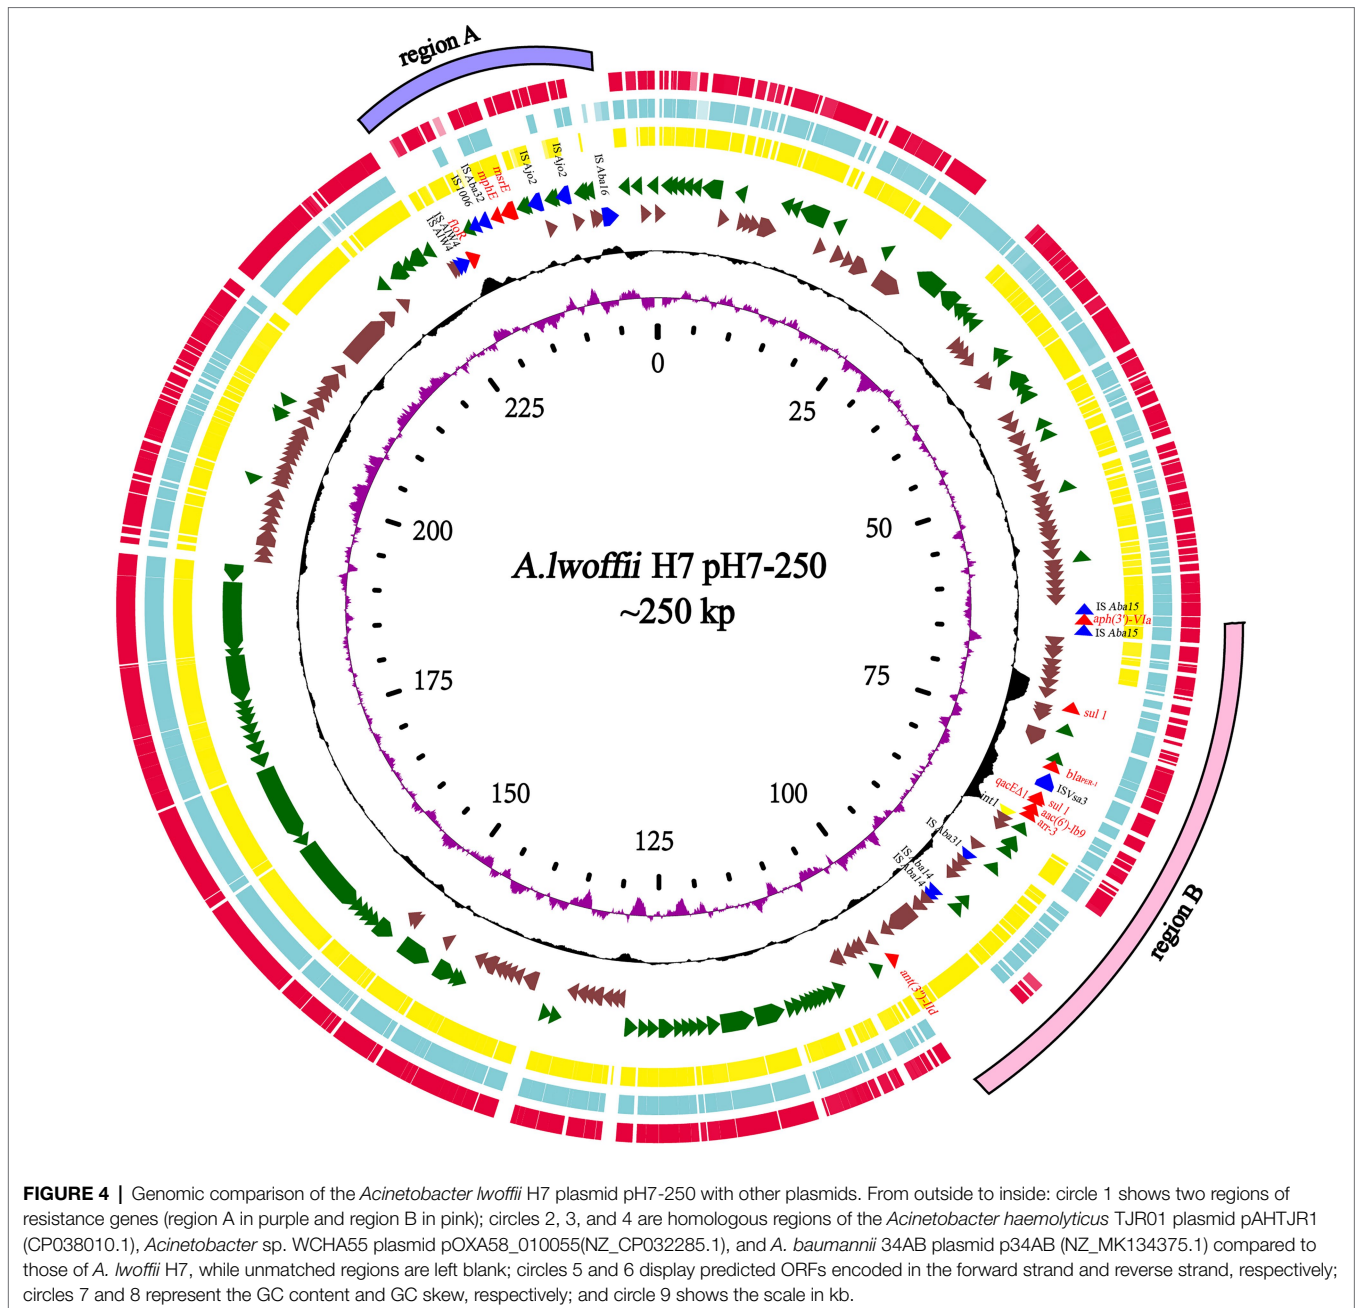 region A
IS Aba16
IS Ajo2
IS Ajo2
msrE
mphE
IS Aba32
IS1006
floR
IS AlW4
IS AlW4
0
25
50
75
100
125
150
175
200
225
A.lwoffii H7 pH7-250
~250 kp
IS Aba15
aph(3')-VIa
IS Aba15
sul 1
blaPER-1
ISVsa3
qacEΔ1
sul 1
int1
aac(6')-Ib9
arr-3
IS Aba31
IS Aba14
IS Aba14
ant(3")-IId
region B
FIGURE 4 | Genomic comparison of the Acinetobacter lwoffii H7 plasmid pH7-250 with other plasmids. From outside to inside: circle 1 shows two regions of
resistance genes (region A in purple and region B in pink); circles 2, 3, and 4 are homologous regions of the Acinetobacter haemolyticus TJR01 plasmid pAHTJR1
(CP038010.1), Acinetobacter sp. WCHA55 plasmid pOXA58_010055(NZ_CP032285.1), and A. baumannii 34AB plasmid p34AB (NZ_MK134375.1) compared to
those of A. lwoffii H7, while unmatched regions are left blank; circles 5 and 6 display predicted ORFs encoded in the forward strand and reverse strand, respectively;
circles 7 and 8 represent the GC content and GC skew, respectively; and circle 9 shows the scale in kb.